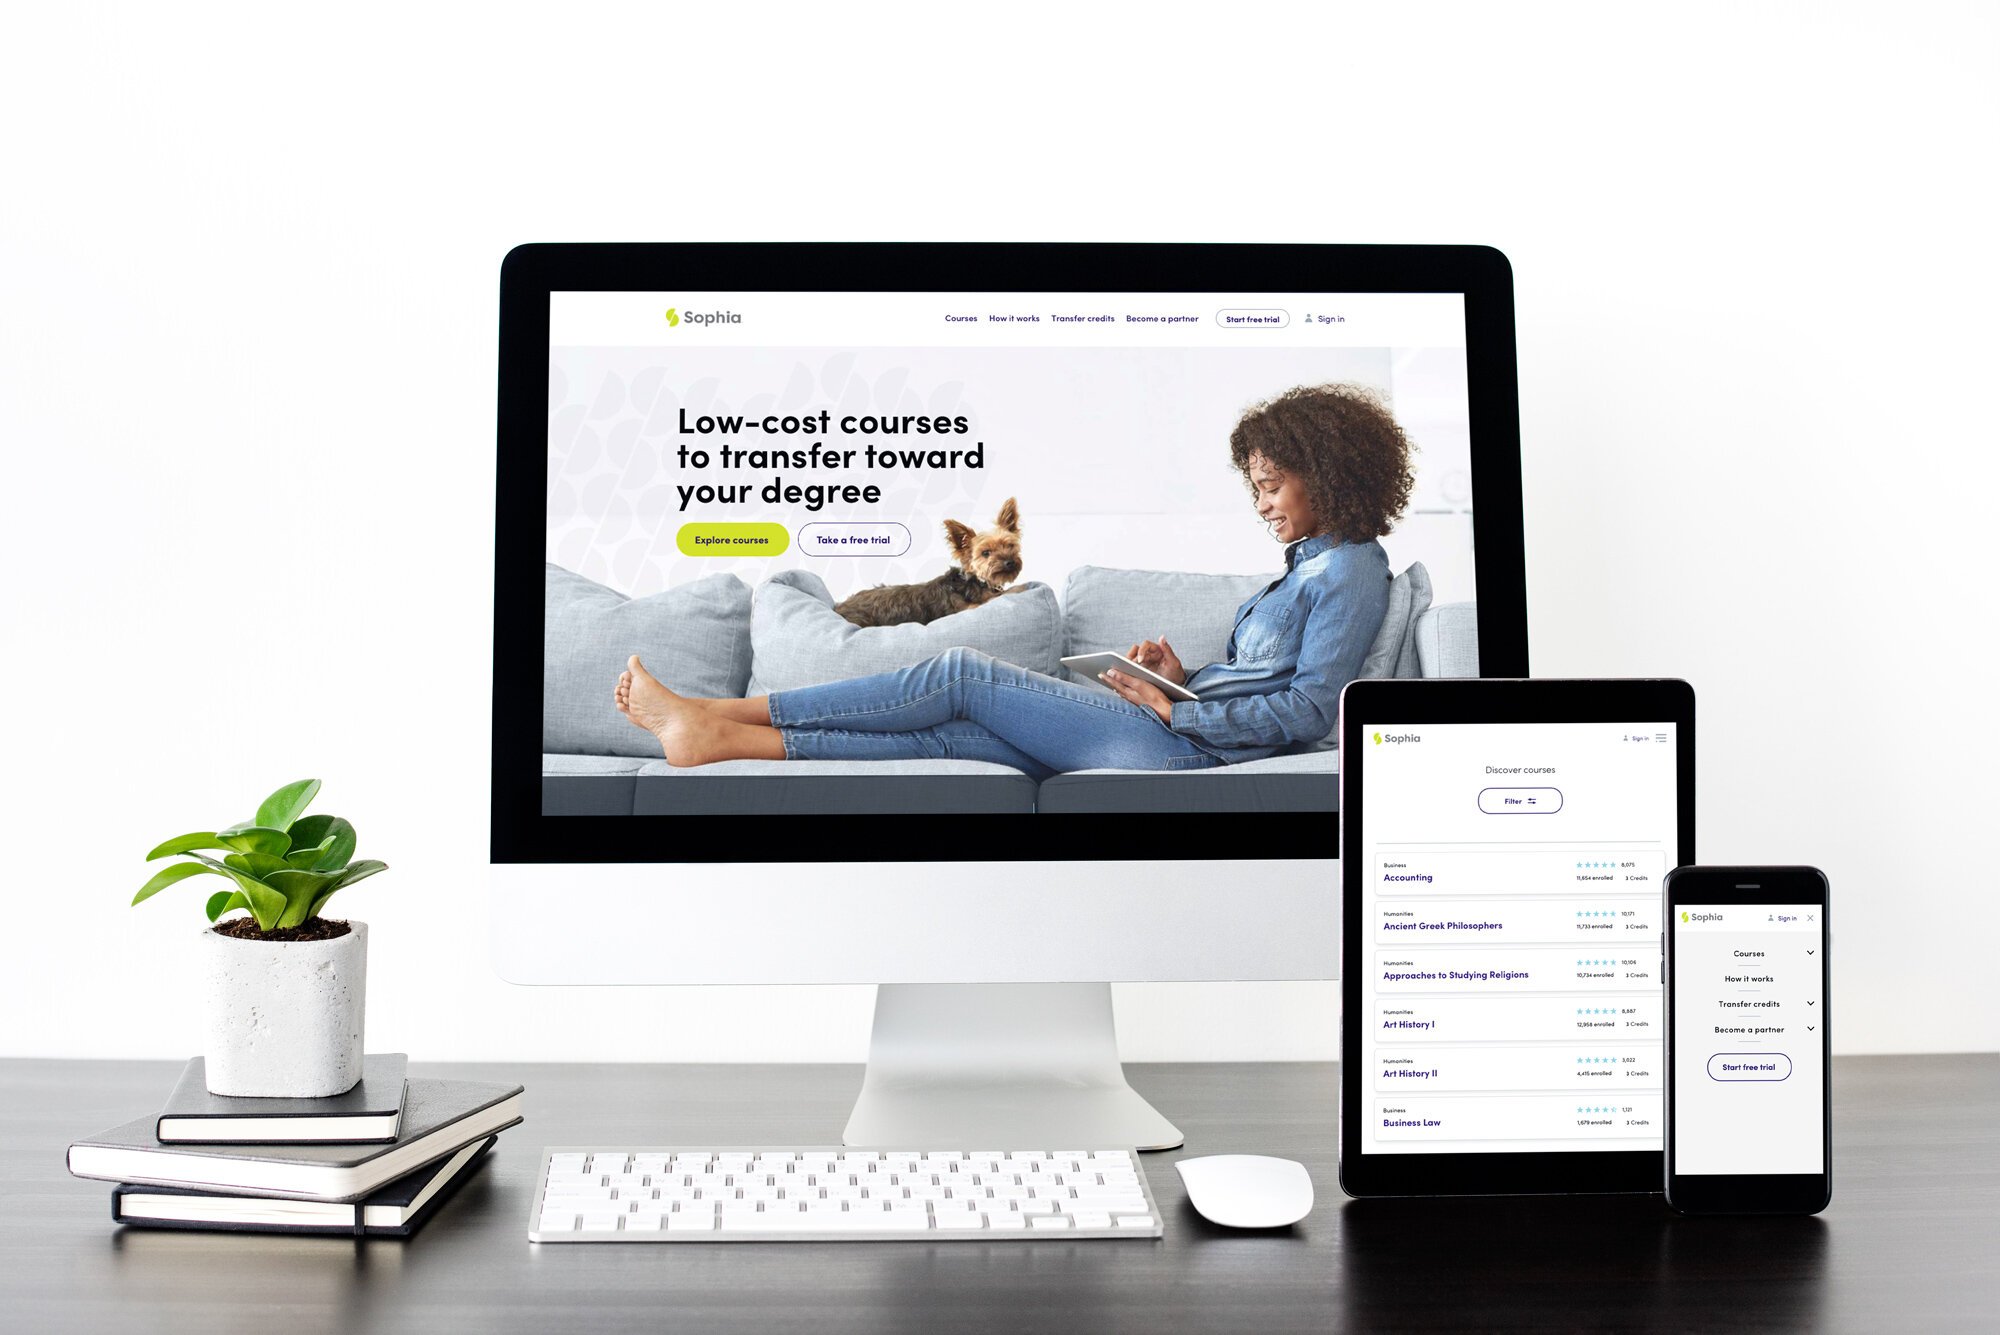 Sophia
Courses How it works Transfer credits Become a partner Start free trial Sign in
Low-cost courses
to transfer toward
your degree
Explore courses Take a free trial
Sophia Sign in
Discover courses
Filter
Business 8,075
Accounting 11,654 enrolled 3 Credits
Humanities 10,171
Ancient Greek Philosophers 11,733 enrolled 3 Credits
Humanities 10,106
Approaches to Studying Religions 10,734 enrolled 3 Credits
Humanities 8,887
Art History I 12,958 enrolled 3 Credits
Humanities 3,022
Art History II 4,415 enrolled 3 Credits
Business 1,121
Business Law 1,679 enrolled 3 Credits
Sophia Sign in
Courses
How it works
Transfer credits
Become a partner
Start free trial